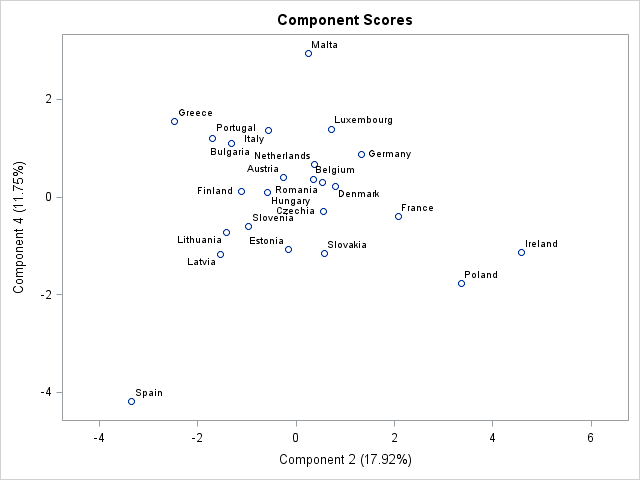 Component Scores
Malta
2
Greece
Luxembourg
Portugal
Italy
Bulgaria
Netherlands
Germany
Austria
Belgium
Component 4 (11.75%)
0
Finland
Romania
Denmark
Hungary
Czechia
France
Slovenia
Lithuania
Estonia
Slovakia
Ireland
Latvia
Poland
-2
-4
Spain
-4
-2
0
2
4
6
Component 2 (17.92%)